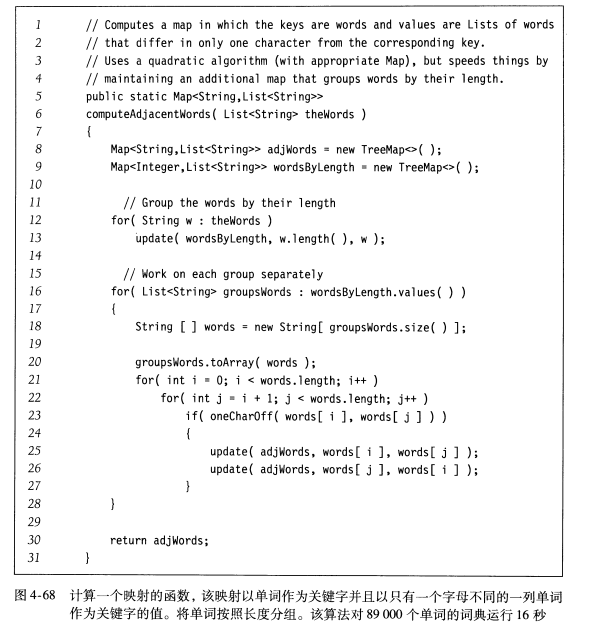 1 // Computes a map in which the keys are words and values are Lists of words
2 // that differ in only one character from the corresponding key.
3 // Uses a quadratic algorithm (with appropriate Map), but speeds things by
4 // maintaining an additional map that groups words by their length.
5 public static Map<String,List<String>>
6 computeAdjacentWords( List<String> theWords )
7 {
8 Map<String,List<String>> adjWords = new TreeMap<>( );
9 Map<Integer,List<String>> wordsByLength = new TreeMap<>( );
10
11 // Group the words by their length
12 for( String w : theWords )
13 update( wordsByLength, w.length( ), w );
14
15 // Work on each group separately
16 for( List<String> groupsWords : wordsByLength.values( ) )
17 {
18 String [ ] words = new String[ groupsWords.size( ) ];
19
20 groupsWords.toArray( words );
21 for( int i = 0; i < words.length; i++ )
22 for( int j = i + 1; j < words.length; j++ )
23 if( oneCharOff( words[ i ], words[ j ] ) )
24 {
25 update( adjWords, words[ i ], words[ j ] );
26 update( adjWords, words[ j ], words[ i ] );
27 }
28 }
29
30 return adjWords;
31 }
图 4-68 计算一个映射的函数，该映射以单词作为关键字并且以只有一个字母不同的一列单词
作为关键字的值。将单词按照长度分组。该算法对 89 000 个单词的词典运行 16 秒